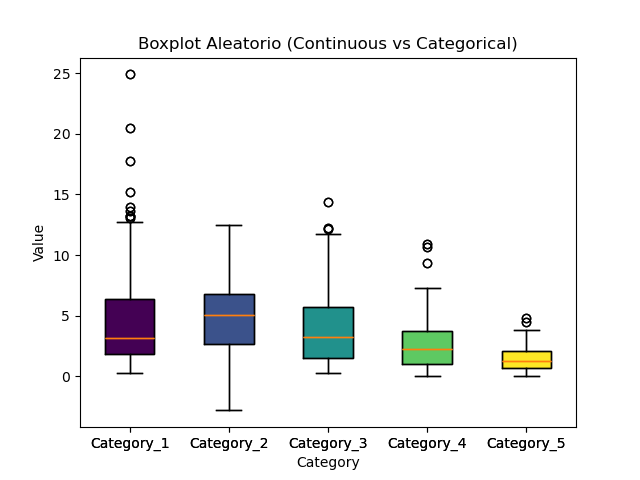 Boxplot Aleatorio (Continuous vs Categorical)
25
20
15
10
5
0
Value
Category_1 Category_2 Category_3 Category_4 Category_5
Category